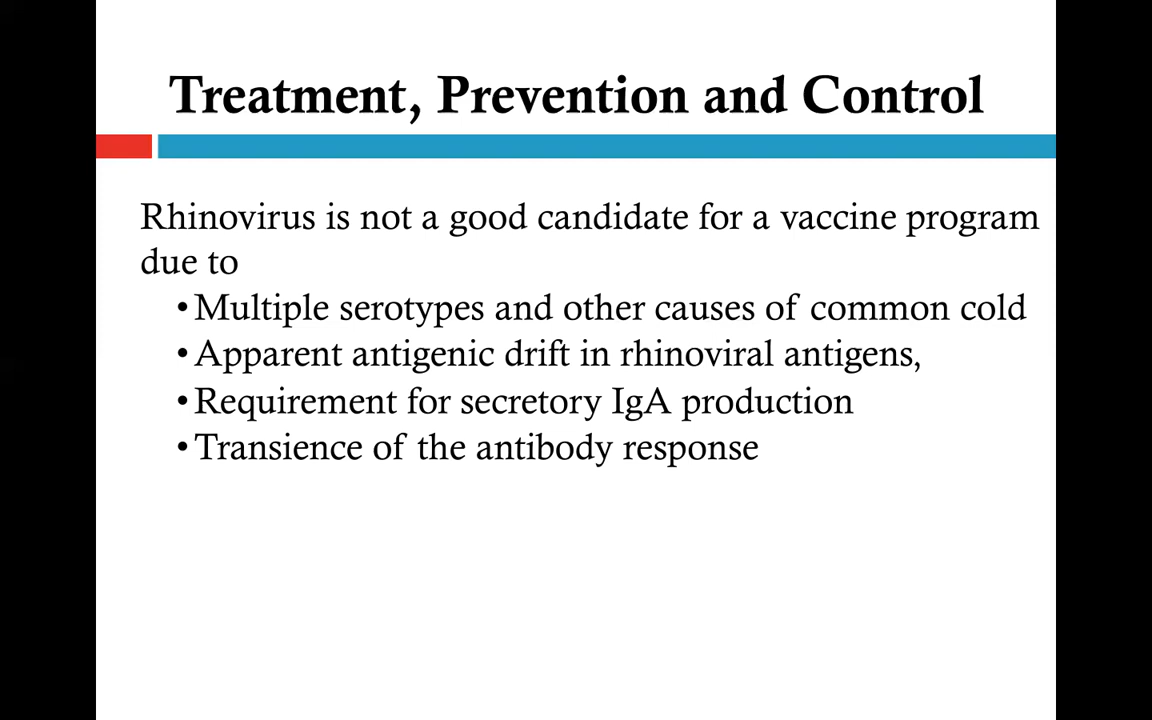 Treatment, Prevention and Control
Rhinovirus is not a good candidate for a vaccine program
due to
•Multiple serotypes and other causes of common cold
•Apparent antigenic drift in rhinoviral antigens,
•Requirement for secretory IgA production
•Transience of the antibody response